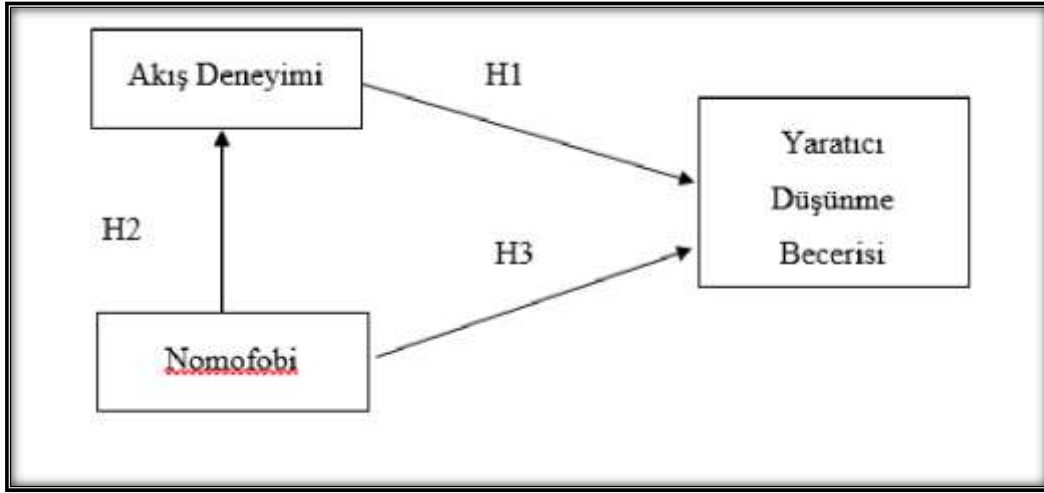 Akış Deneyimi
H1
Yaratıcı
Düşünme
Becerisi
H2
H3
Nomofobi